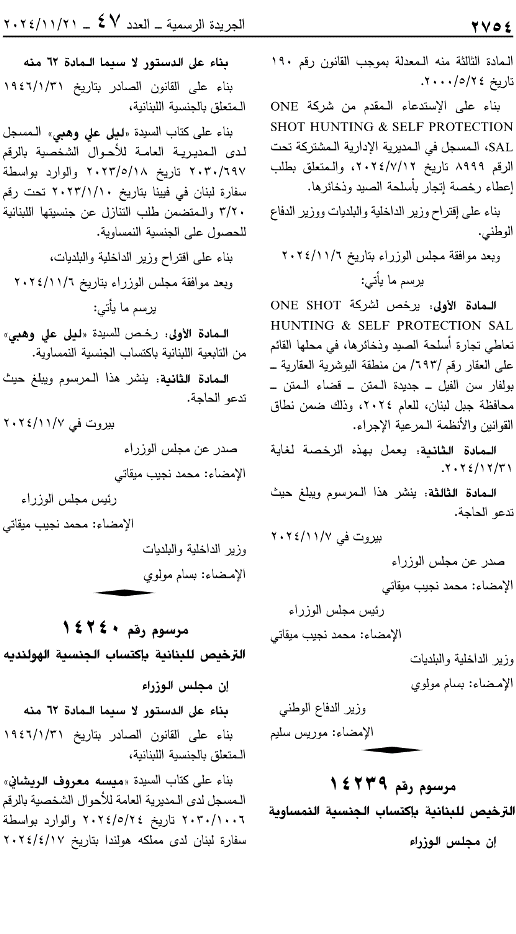 ٢٧٥٤
الجريدة الرسمية ــ العدد ٤٧ ــ ٢٠٢٤/١١/٢١
المادة الثالثة منه المعدلة بموجب القانون رقم ١٩٠
تاريخ ٢٠٠٠/٥/٢٤.
بناء على الإستدعاء المقدم من شركة ONE
SHOT HUNTING & SELF PROTECTION
SAL، المسجل في المديرية الإدارية المشتركة تحت
الرقم ٨٩٩٩ تاريخ ٢٠٢٤/٧/١٢، والمتعلق بطلب
إعطاء رخصة إتجار بأسلحة الصيد وذخائرها.
بناء على إقتراح وزير الداخلية والبلديات ووزير الدفاع
الوطني.
وبعد موافقة مجلس الوزراء بتاريخ ٢٠٢٤/١١/٦
يرسم ما يأتي:
المادة الأولى: يرخص لشركة ONE SHOT
HUNTING & SELF PROTECTION SAL
تعاطي تجارة أسلحة الصيد وذخائرها، في محلها القائم
على العقار رقم /٦٩٣/ من منطقة البوشرية العقارية ــ
بولفار سن الفيل ــ جديدة المتن ــ قضاء المتن ــ
محافظة جبل لبنان، للعام ٢٠٢٤، وذلك ضمن نطاق
القوانين والأنظمة المرعية الإجراء.
المادة الثانية: يعمل بهذه الرخصة لغاية
٢٠٢٤/١٢/٣١.
المادة الثالثة: ينشر هذا المرسوم ويبلغ حيث
تدعو الحاجة.
بيروت في ٢٠٢٤/١١/٧
صدر عن مجلس الوزراء
الإمضاء: محمد نجيب ميقاتي
رئيس مجلس الوزراء
الإمضاء: محمد نجيب ميقاتي
وزير الداخلية والبلديات
الإمضاء: بسام مولوي
وزير الدفاع الوطني
الإمضاء: موريس سليم
مرسوم رقم ١٤٢٣٩
الترخيص للبنانية بإكتساب الجنسية النمساوية
إن مجلس الوزراء
بناء على الدستور لا سيما المادة ٦٢ منه
بناء على القانون الصادر بتاريخ ١٩٤٦/١/٣١
المتعلق بالجنسية اللبنانية،
بناء على كتاب السيدة «ليلى علي وهبي» المسجل
لدى المديرية العامة للأحوال الشخصية بالرقم
٢٠٣٠/٦٩٧ تاريخ ٢٠٢٣/٥/١٨ والوارد بواسطة
سفارة لبنان في فيينا بتاريخ ٢٠٢٣/١/١٠ تحت رقم
٣/٢٠ والمتضمن طلب التنازل عن جنسيتها اللبنانية
للحصول على الجنسية النمساوية.
بناء على اقتراح وزير الداخلية والبلديات،
وبعد موافقة مجلس الوزراء بتاريخ ٢٠٢٤/١١/٦
يرسم ما يأتي:
المادة الأولى: رخص للسيدة «ليلى علي وهبي»
من التابعية اللبنانية باكتساب الجنسية النمساوية.
المادة الثانية: ينشر هذا المرسوم ويبلغ حيث
تدعو الحاجة.
بيروت في ٢٠٢٤/١١/٧
صدر عن مجلس الوزراء
الإمضاء: محمد نجيب ميقاتي
رئيس مجلس الوزراء
الإمضاء: محمد نجيب ميقاتي
وزير الداخلية والبلديات
الإمضاء: بسام مولوي
مرسوم رقم ١٤٢٤٠
الترخيص للبنانية بإكتساب الجنسية الهولنديه
إن مجلس الوزراء
بناء على الدستور لا سيما المادة ٦٢ منه
بناء على القانون الصادر بتاريخ ١٩٤٦/١/٣١
المتعلق بالجنسية اللبنانية،
بناء على كتاب السيدة «ميسه معروف الريشاني»
المسجل لدى المديرية العامة للأحوال الشخصية بالرقم
٢٠٣٠/١٠٠٦ تاريخ ٢٠٢٤/٥/٢٤ والوارد بواسطة
سفارة لبنان لدى مملكه هولندا بتاريخ ٢٠٢٤/٤/١٧